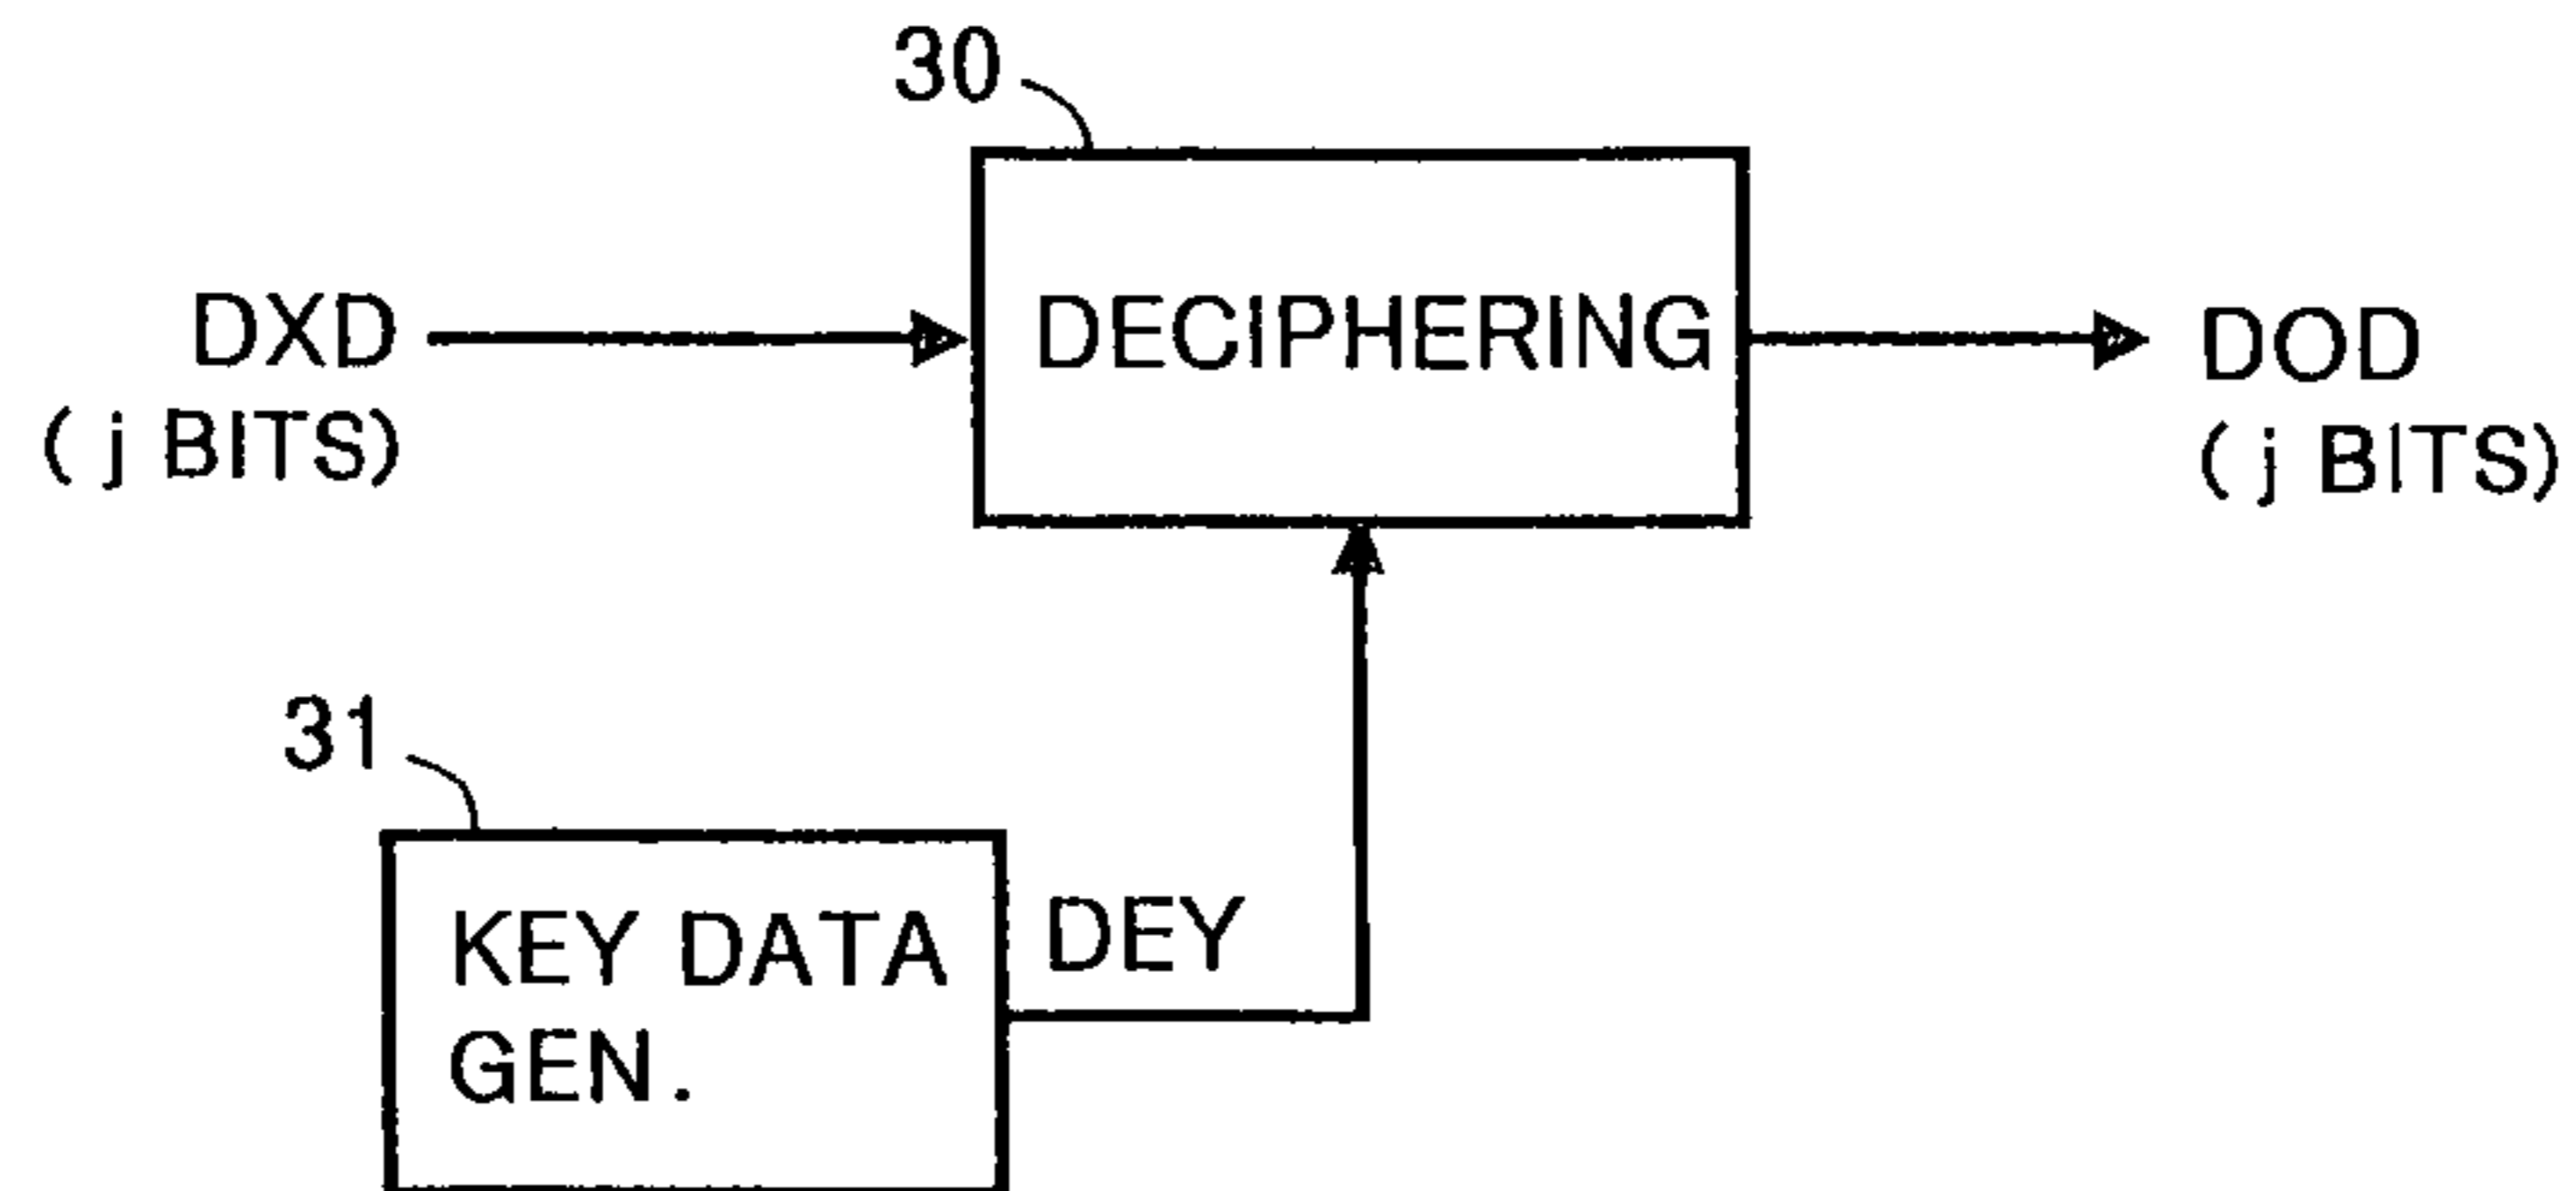 30
DXD
( j BITS)
DECIPHERING
DOD
( j BITS)
31
KEY DATA
GEN.
DEY